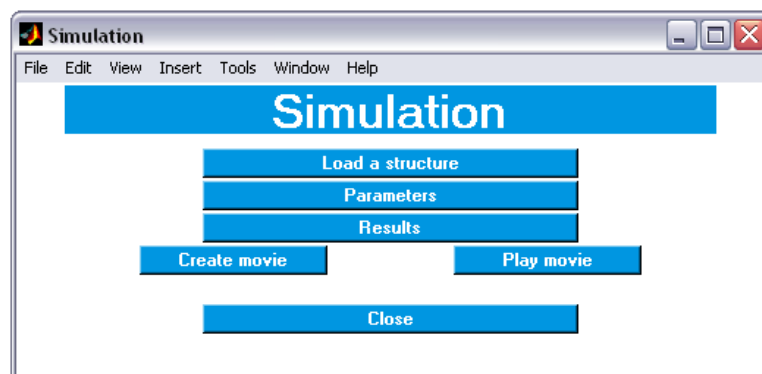 Simulation
File Edit View Insert Tools Window Help
Simulation
Load a structure
Parameters
Results
Create movie Play movie
Close